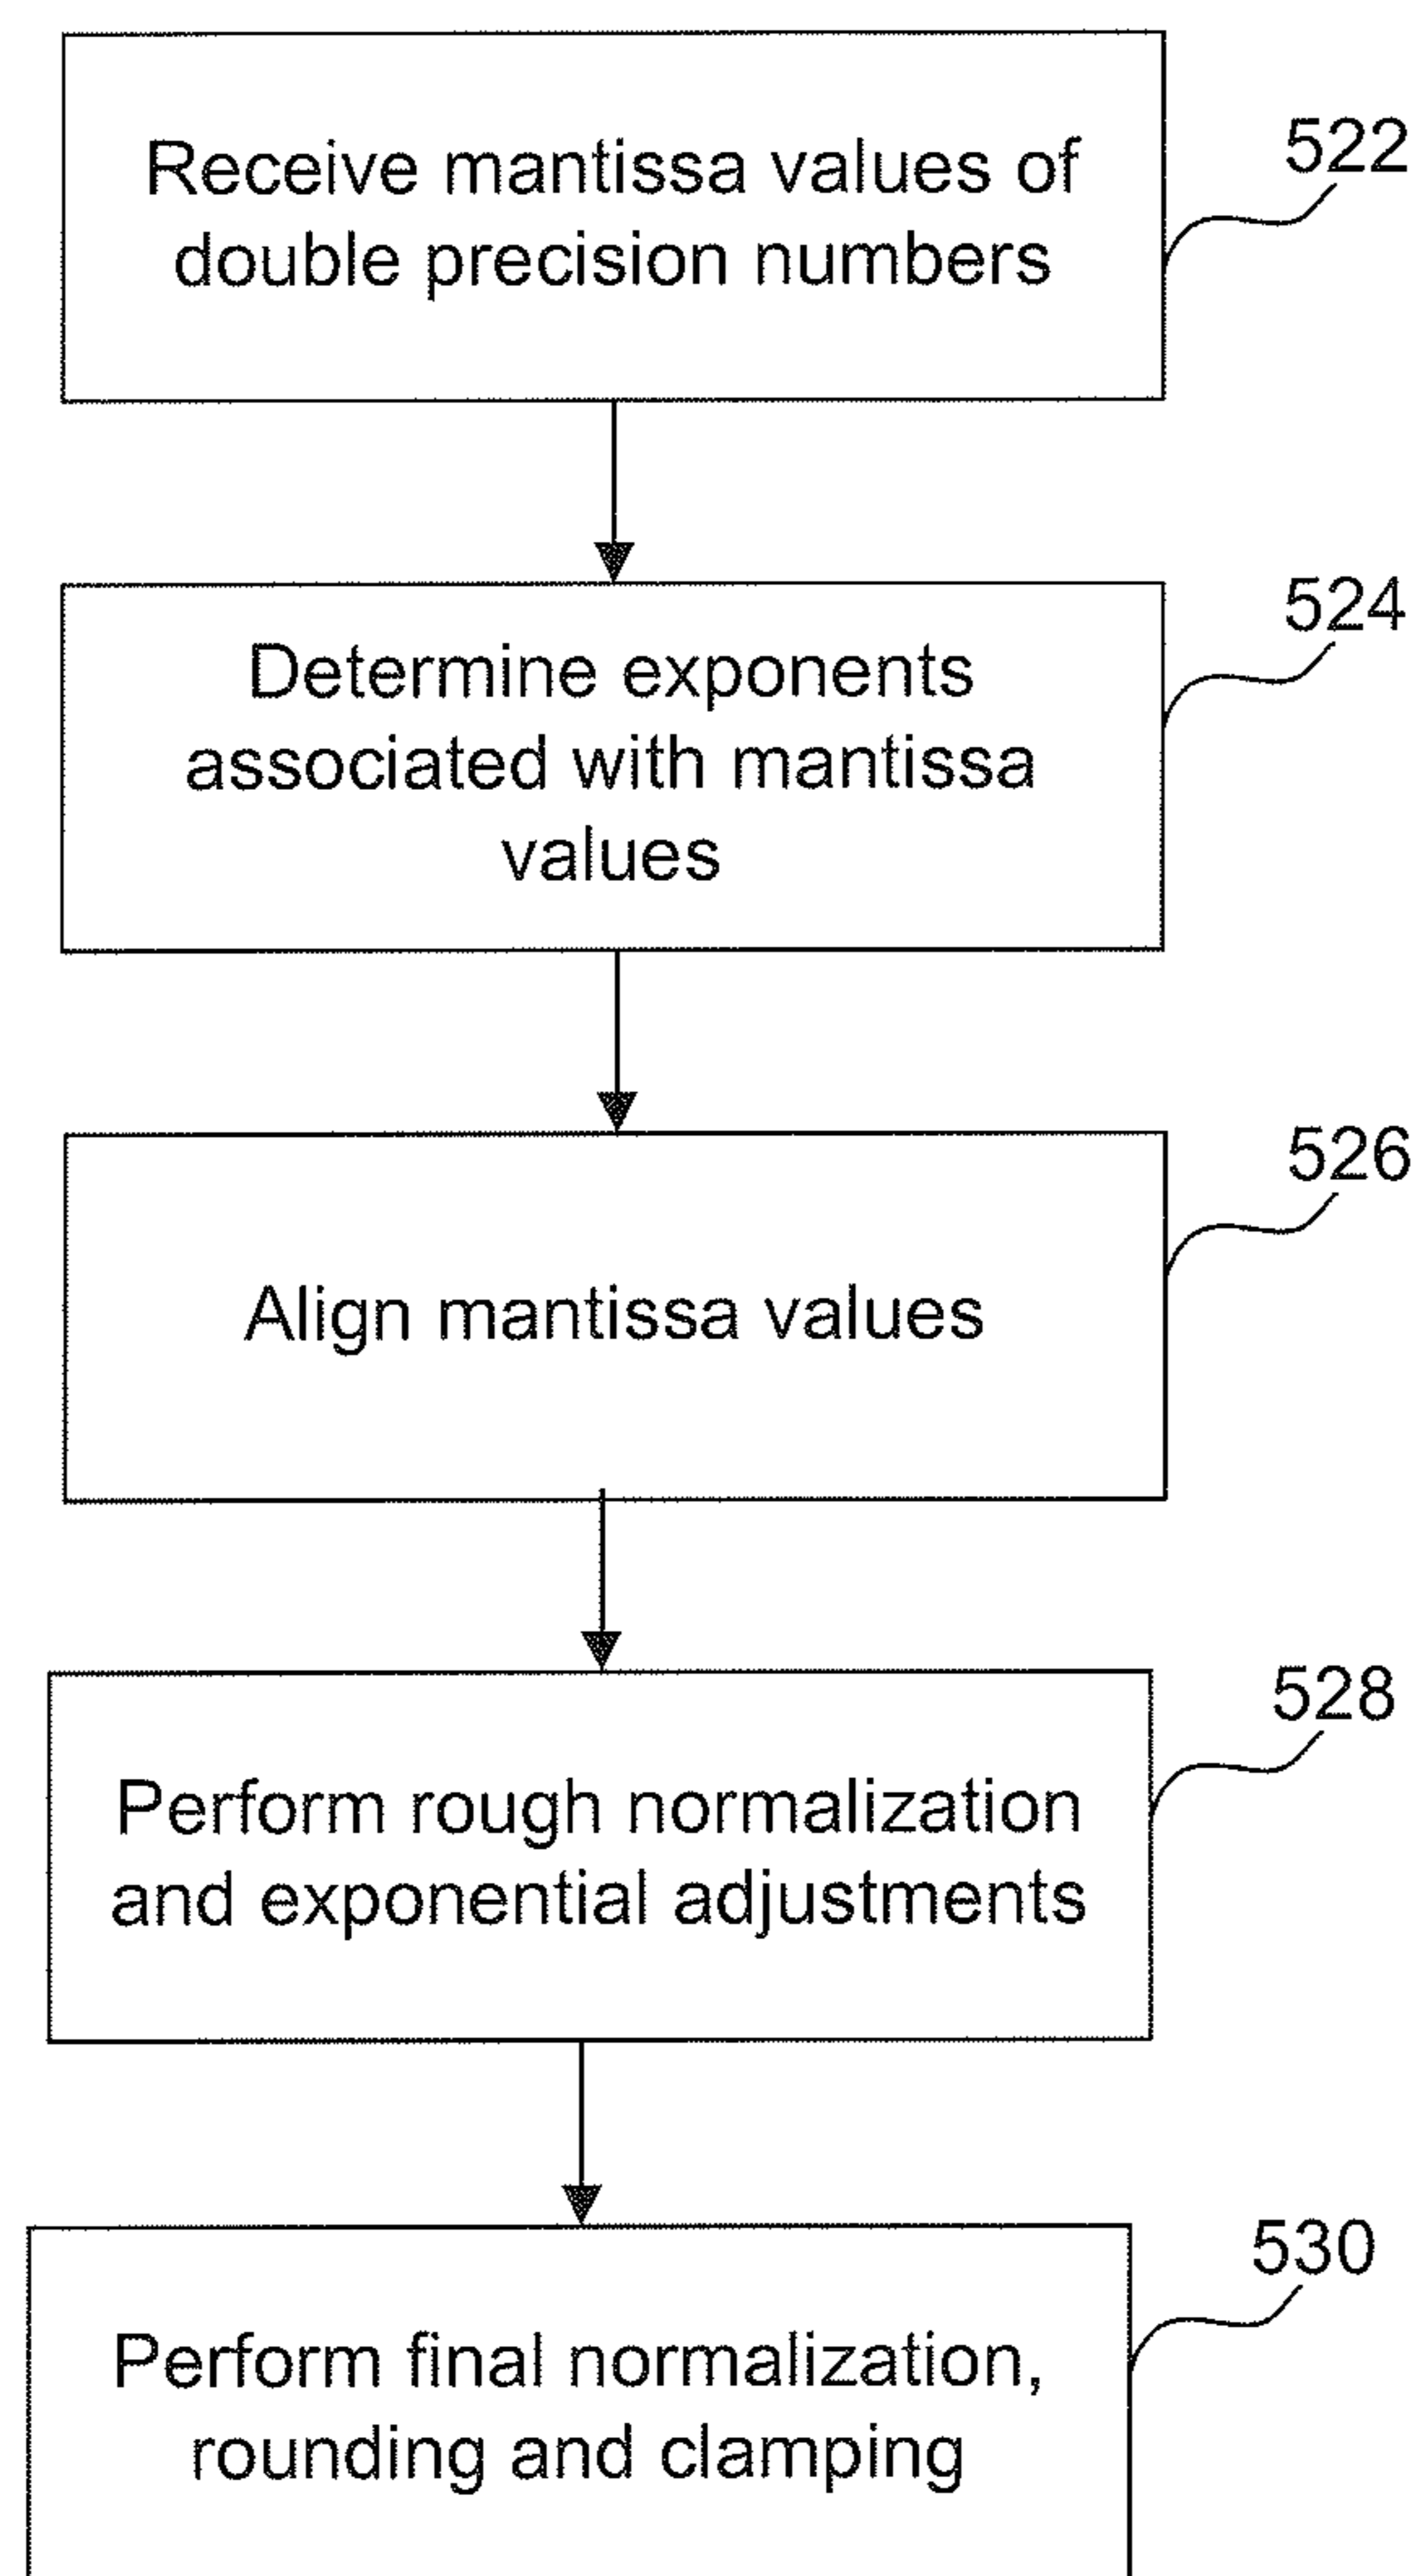 Receive mantissa values of
double precision numbers
522
Determine exponents
associated with mantissa
values
524
Align mantissa values
526
Perform rough normalization
and exponential adjustments
528
Perform final normalization,
rounding and clamping
530